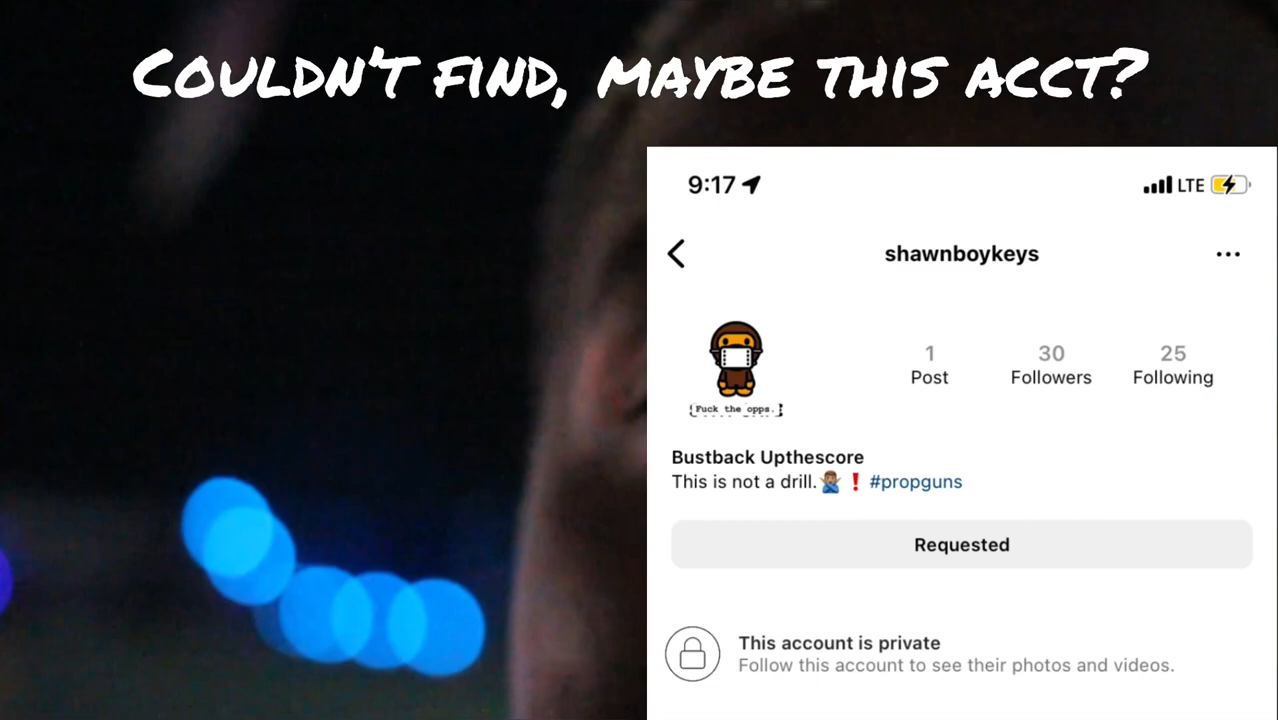 Couldn't find, maybe this acct?
9:17 LTE
shawnboykeys
1 30 25
Post Followers Following
{Fuck the opps.}
Bustback Upthescore
This is not a drill.🙅🏽‍♂️❗ #propguns
Requested
This account is private
Follow this account to see their photos and videos.